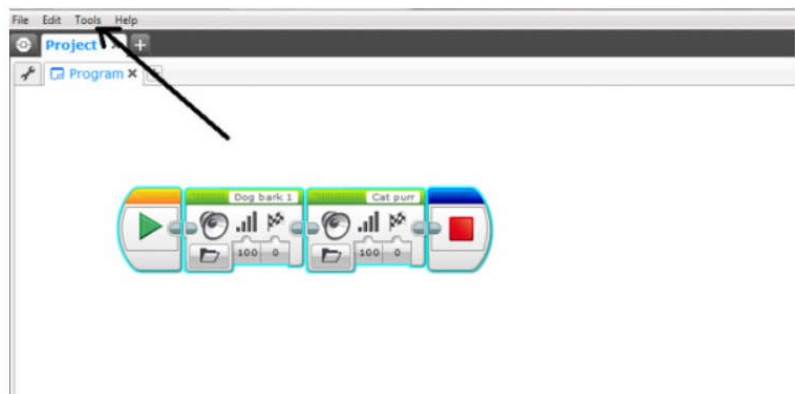 File Edit Tools Help
Project × +
Program ×
Dog bark 1 Cat purr
100 0 100 0